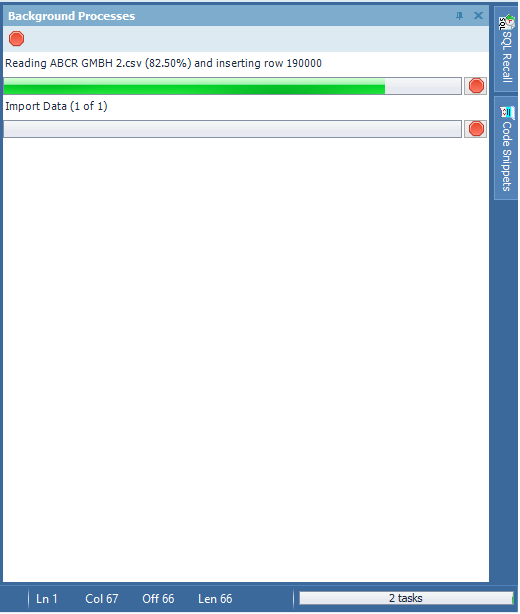 Background Processes
Reading ABCR GMBH 2.csv (82.50%) and inserting row 190000
Import Data (1 of 1)
SQL Recall
Code Snippets
Ln 1 Col 67 Off 66 Len 66 2 tasks